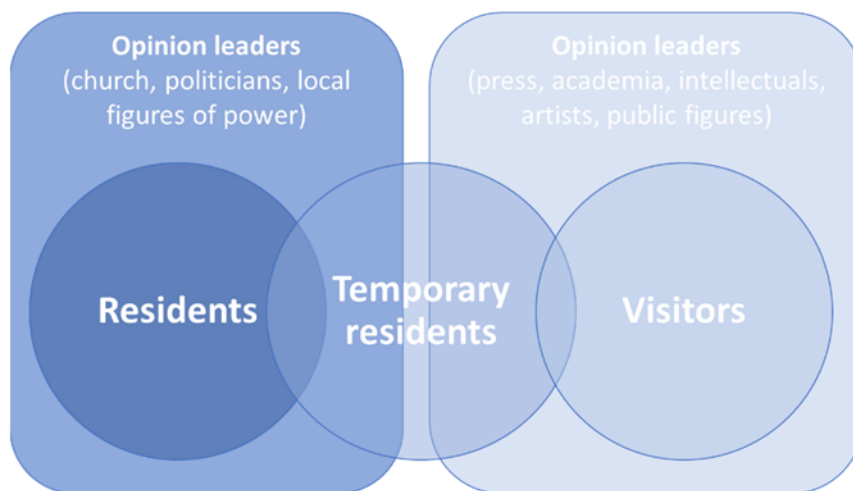 Opinion leaders
(church, politicians, local
figures of power)
Opinion leaders
(press, academia, intellectuals,
artists, public figures)
Residents
Temporary
residents
Visitors